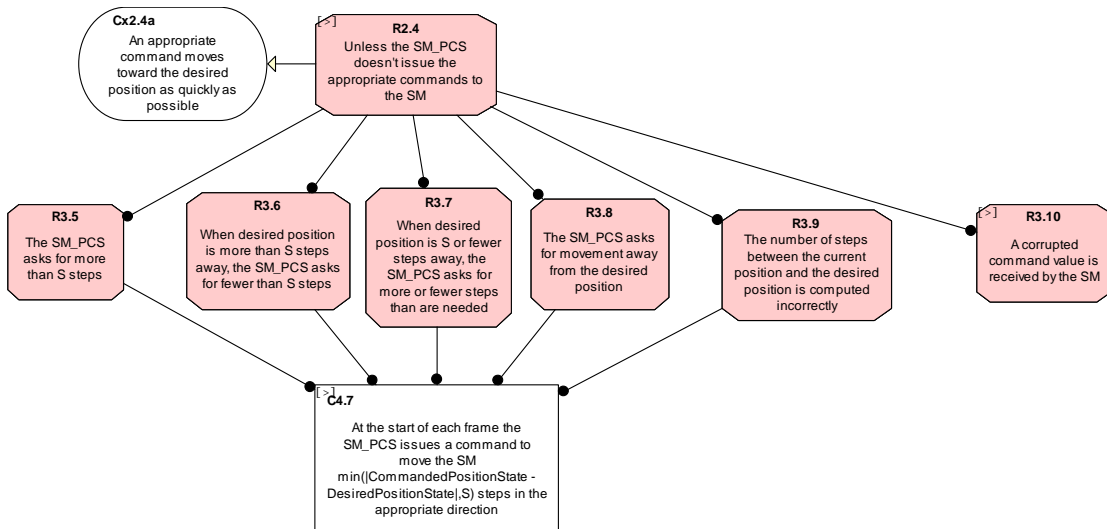 Cx2.4a
An appropriate
command moves
toward the desired
position as quickly as
possible
[>]
R2.4
Unless the SM_PCS
doesn't issue the
appropriate commands to
the SM
R3.5
The SM_PCS
asks for more
than S steps
R3.6
When desired position
is more than S steps
away, the SM_PCS asks
for fewer than S steps
R3.7
When desired
position is S or fewer
steps away, the
SM_PCS asks for
more or fewer steps
than are needed
R3.8
The SM_PCS asks
for movement away
from the desired
position
R3.9
The number of steps
between the current
position and the desired
position is computed
incorrectly
[>]
R3.10
A corrupted
command value is
received by the SM
[>]
C4.7
At the start of each frame the
SM_PCS issues a command to
move the SM
min(|CommandedPositionState -
DesiredPositionState|,S) steps in the
appropriate direction